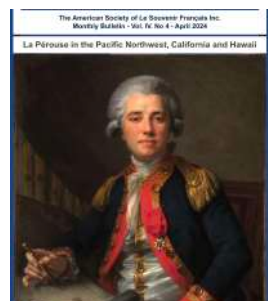 The American Society of Le Souvenir Français Inc.
Monthly Bulletin - Vol. IV. No 4 - April 2024
La Pérouse in the Pacific Northwest, California and Hawaii